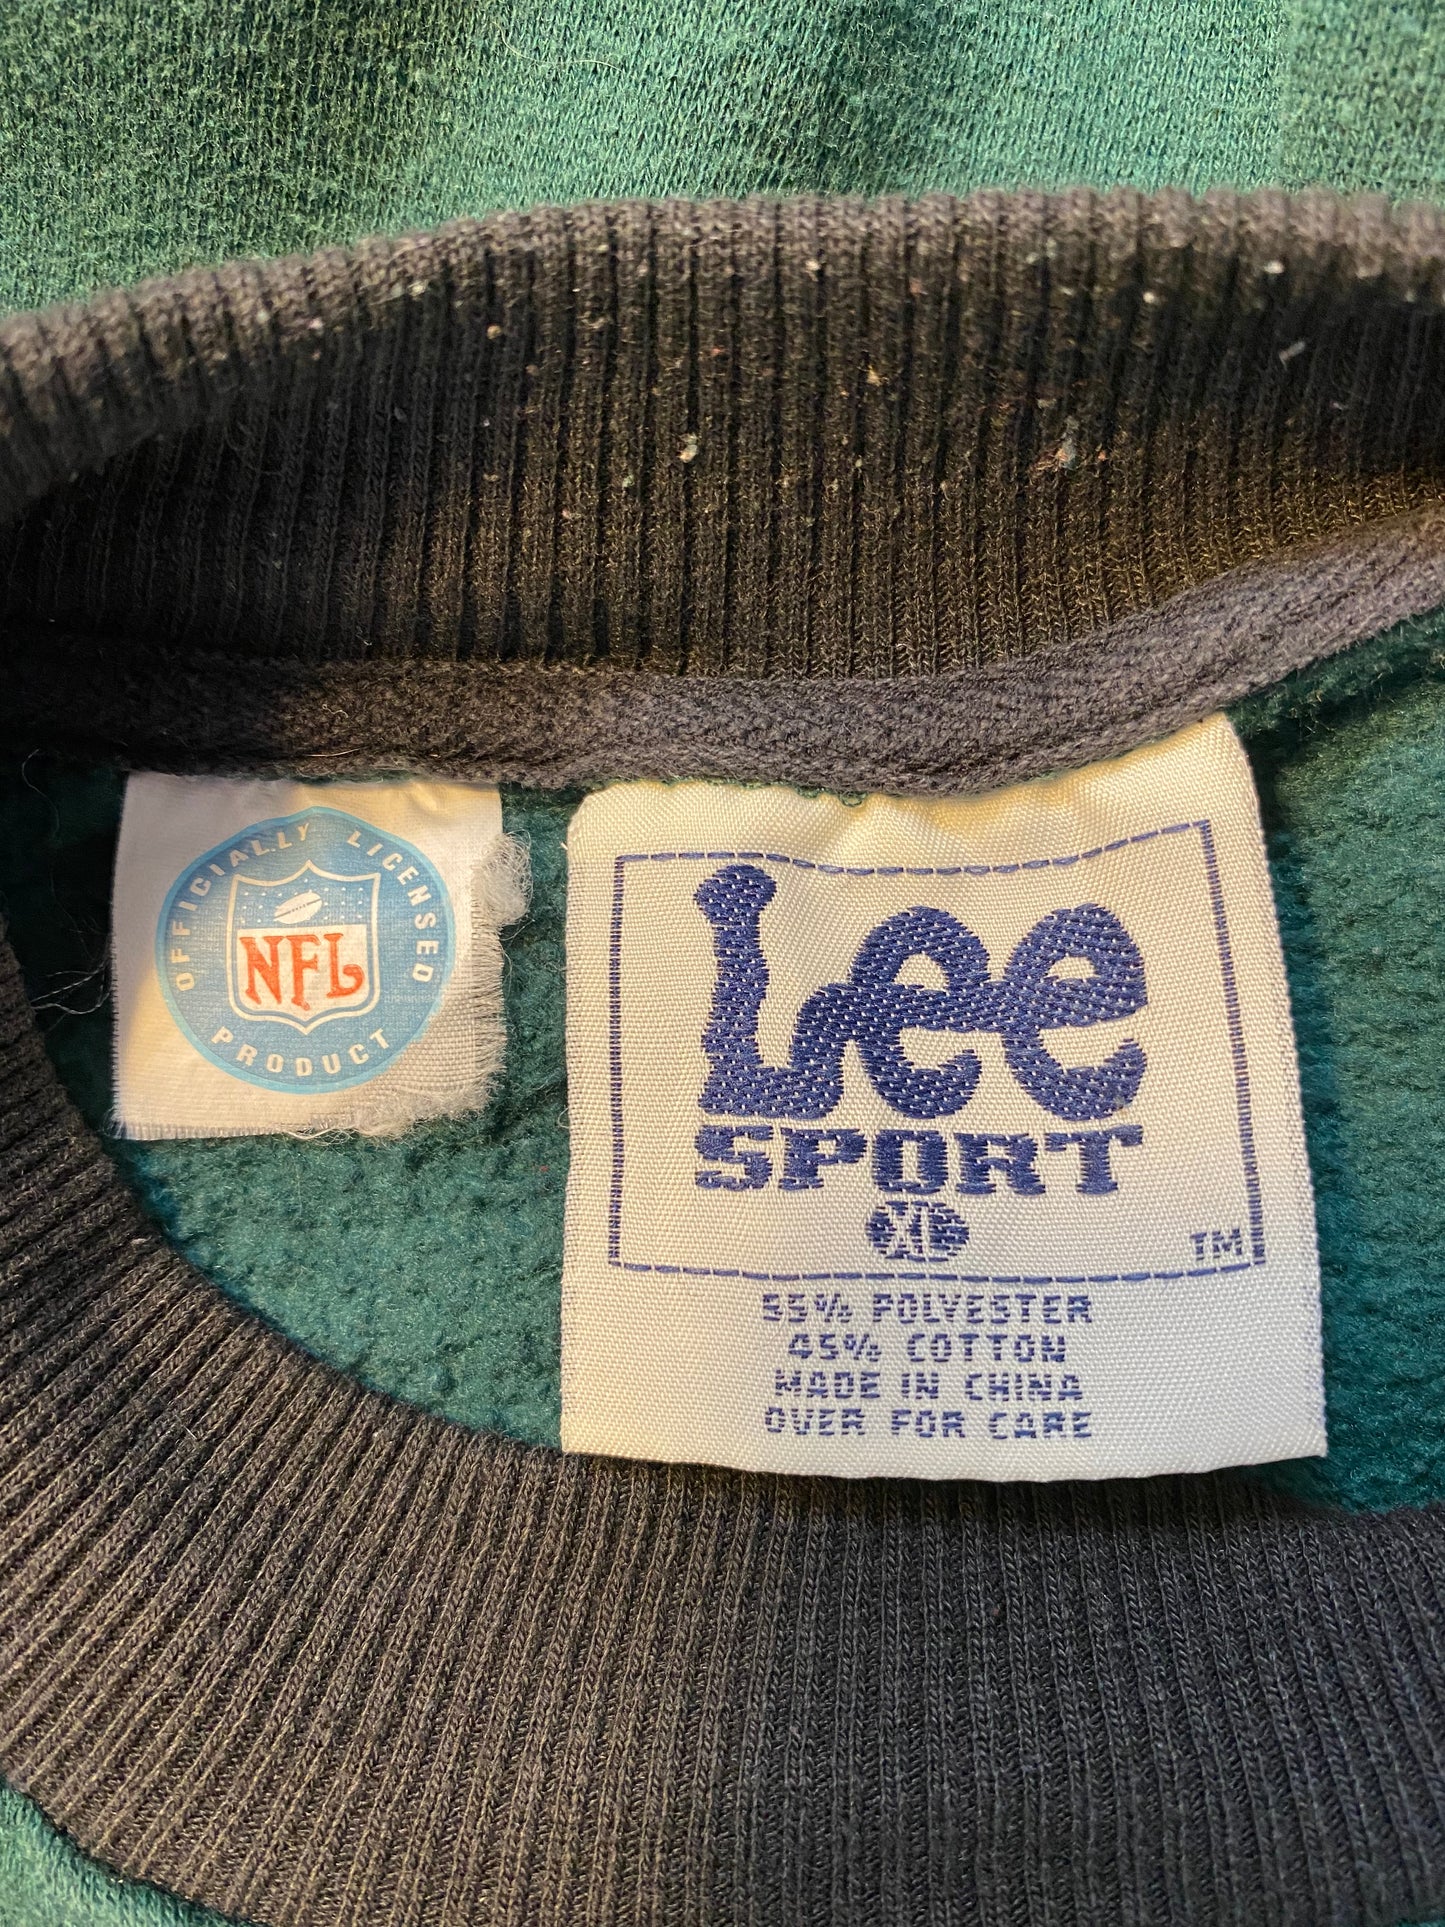 OFFICIALLY LICENSED
NFL
PRODUCT
Lee
SPORT
XL
TM
55% POLYESTER
45% COTTON
MADE IN CHINA
OVER FOR CARE